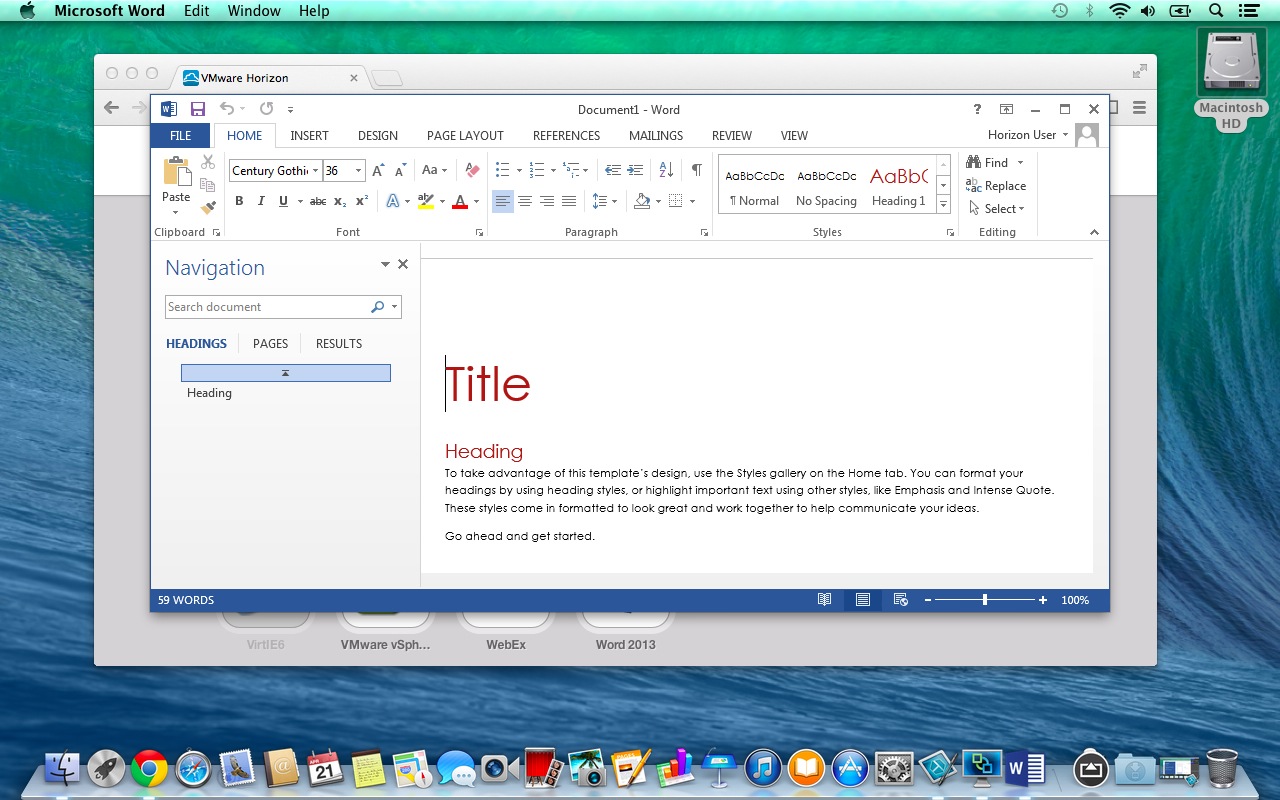 Microsoft Word Edit Window Help
VMware Horizon
Macintosh
HD
Document1 - Word
?
FILE HOME INSERT DESIGN PAGE LAYOUT REFERENCES MAILINGS REVIEW VIEW Horizon User
Paste
Century Gothi 36 A A Aa A
B I U abc x₂ x² A aby A
AaBbCcDc AaBbCcDc AaBbC
¶ Normal No Spacing Heading 1
Find
Replace
Select
Clipboard Font Paragraph Styles Editing
Navigation
Search document
HEADINGS PAGES RESULTS
Heading
Title
Heading
To take advantage of this template's design, use the Styles gallery on the Home tab. You can format your
headings by using heading styles, or highlight important text using other styles, like Emphasis and Intense Quote.
These styles come in formatted to look great and work together to help communicate your ideas.
Go ahead and get started.
59 WORDS 100%
VirtIE6 VMware vSph... WebEx Word 2013
APR
21